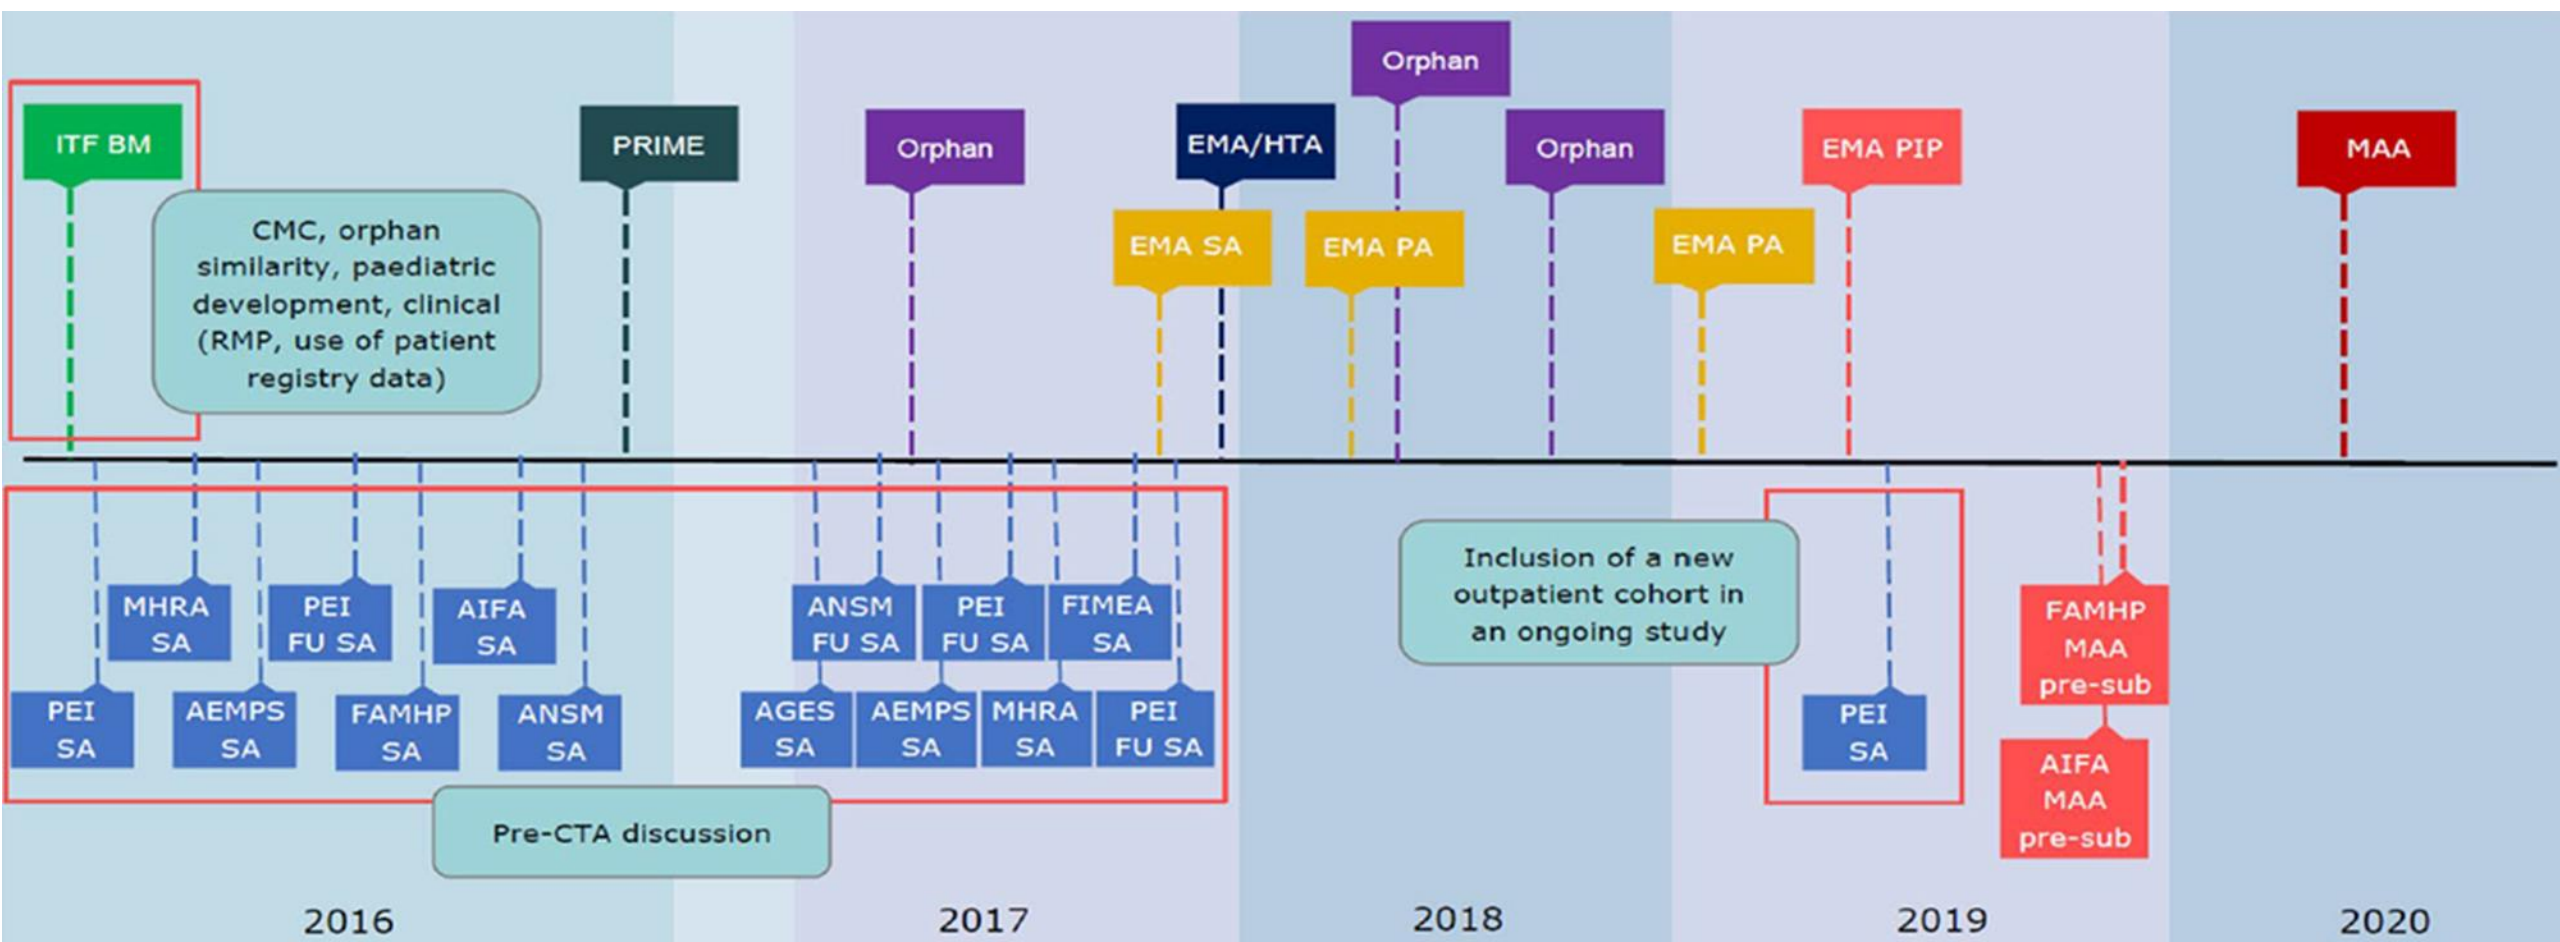 Orphan
ITF BM
PRIME
Orphan
EMA/HTA
Orphan
EMA PIP
MAA
CMC, orphan
similarity, paediatric
development, clinical
(RMP, use of patient
registry data)
EMA SA
EMA PA
EMA PA
MHRA
SA
PEI
FU SA
AIFA
SA
ANSM
FU SA
PEI
FU SA
FIMEA
SA
PEI
SA
AEMPS
SA
FAMHP
SA
ANSM
SA
AGES
SA
AEMPS
SA
MHRA
SA
PEI
FU SA
Inclusion of a new
outpatient cohort in
an ongoing study
PEI
SA
FAMHP
MAA
pre-sub
AIFA
MAA
pre-sub
Pre-CTA discussion
2016
2017
2018
2019
2020